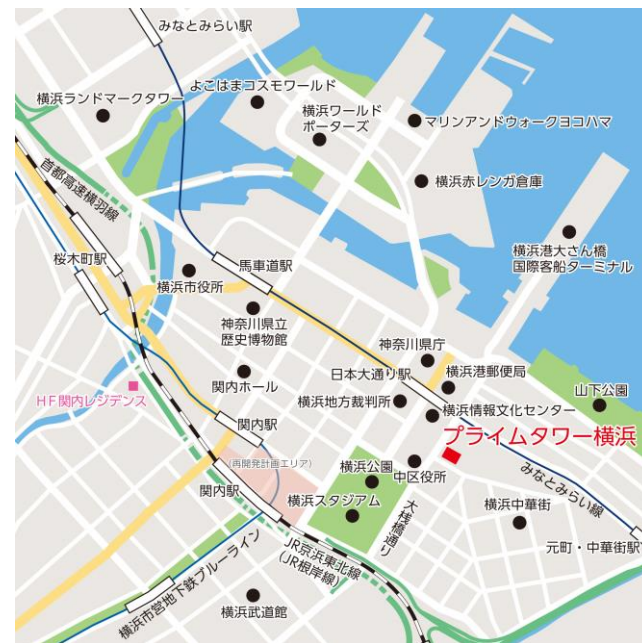 みなとみらい駅
横浜ランドマークタワー
よこはまコスモワールド
横浜ワールド
ポーターズ
マリンアンドウォークヨコハマ
首都高速横羽線
横浜赤レンガ倉庫
桜木町駅
横浜市役所
馬車道駅
横浜港大さん橋
国際客船ターミナル
神奈川県立
歴史博物館
神奈川県庁
関内ホール
日本大通り駅
横浜港郵便局
山下公園
HF関内レジデンス
横浜地方裁判所
横浜情報文化センター
関内駅
プライムタワー横浜
(再開発計画エリア)
横浜公園
中区役所
みなとみらい線
関内駅
横浜スタジアム
大桟橋通り
横浜中華街
元町・中華街駅
JR京浜東北線
(JR根岸線)
横浜市営地下鉄ブルーライン
横浜武道館